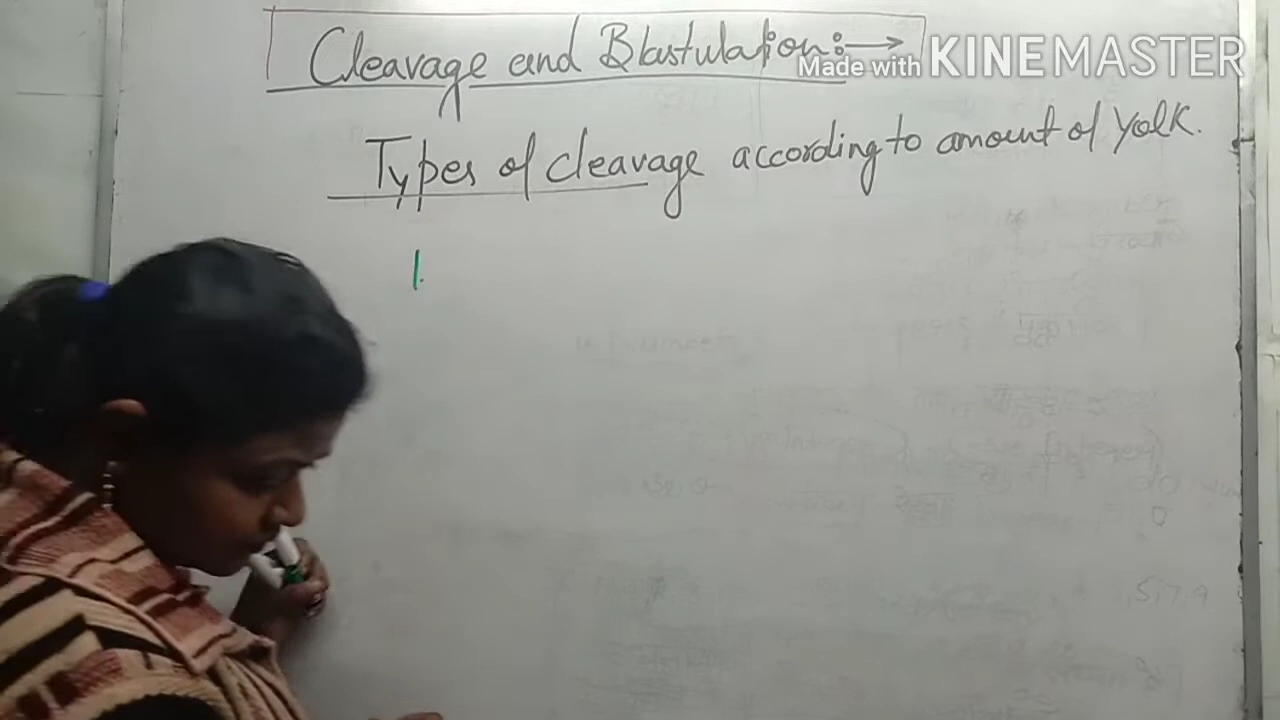 Cleavage and Blastulation:→
Made with KINEMASTER
Types of cleavage according to amount of yolk.
1.